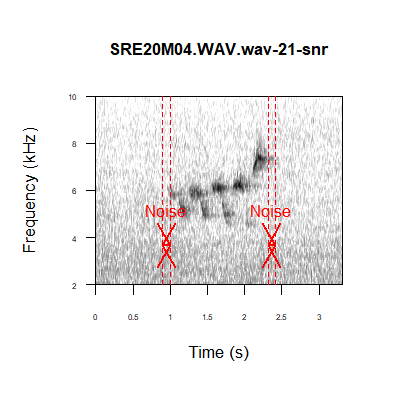 SRE20M04.WAV.wav-21-snr
Frequency (kHz)
10
8
6
4
2
Noise Noise
0 0.5 1 1.5 2 2.5 3
Time (s)